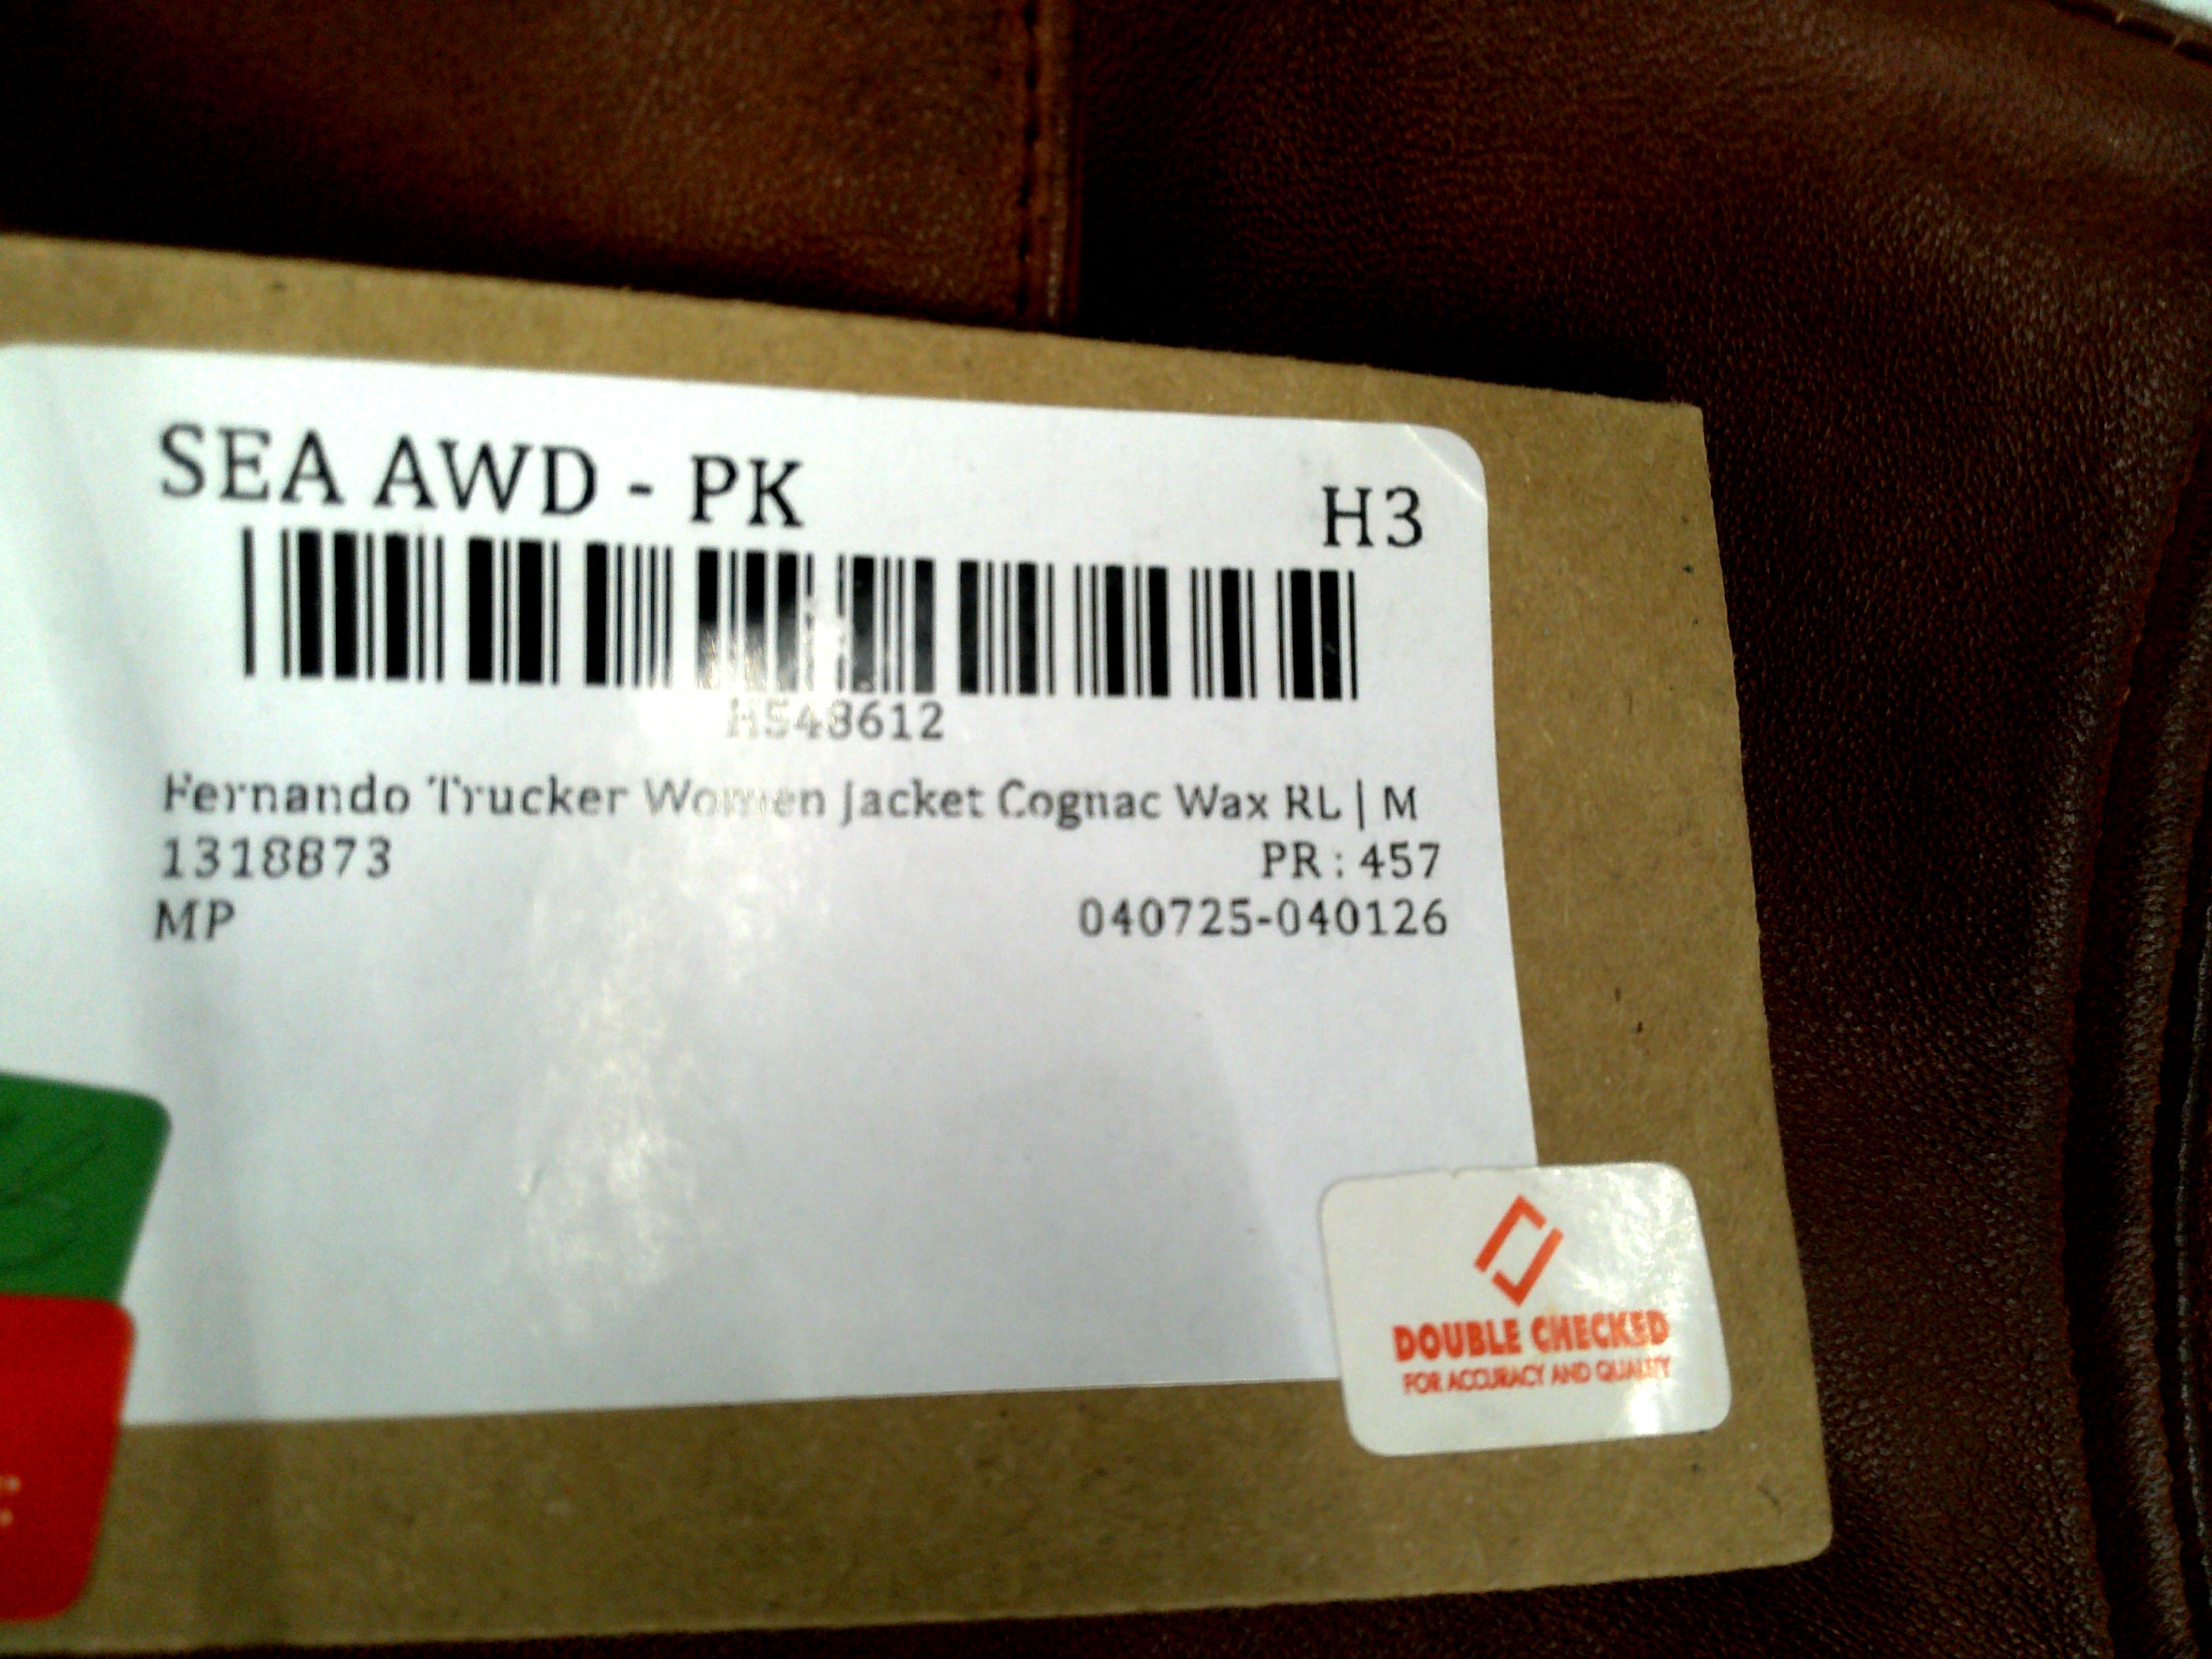 SEA AWD - PK
H3
H548612
Fernando Trucker Women Jacket Cognac Wax RL | M
1318873
PR : 457
MP
040725-040126
DOUBLE CHECKED
FOR ACCURACY AND QUALITY